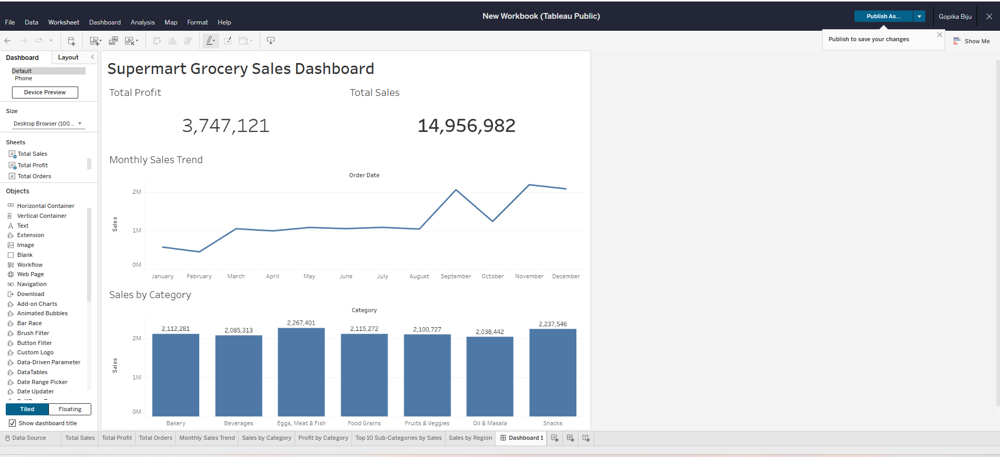 New Workbook (Tableau Public)
Publish As...
Gopika Biju
File Data Worksheet Dashboard Analysis Map Format Help
Publish to save your changes
Show Me
Dashboard Layout
Default
Phone
Device Preview
Size
Desktop Browser (100...
Sheets
Total Sales
Total Profit
Total Orders
Objects
Horizontal Container
Vertical Container
Text
Extension
Image
Blank
Workflow
Web Page
Navigation
Download
Add-on Charts
Animated Bubbles
Bar Race
Brush Filter
Button Filter
Custom Logo
Data-Driven Parameter
DataTables
Date Range Picker
Date Updater
Tiled Floating
Show dashboard title
Supermart Grocery Sales Dashboard
Total Profit
3,747,121
Total Sales
14,956,982
Monthly Sales Trend
Order Date
Sales
2M
1M
0M
January February March April May June July August September October November December
Sales by Category
Category
Sales
2M
1M
0M
2,112,281 2,085,313 2,267,401 2,115,272 2,100,727 2,038,442 2,237,546
Bakery Beverages Eggs, Meat & Fish Food Grains Fruits & Veggies Oil & Masala Snacks
Data Source Total Sales Total Profit Total Orders Monthly Sales Trend Sales by Category Profit by Category Top 10 Sub-Categories by Sales Sales by Region Dashboard 1